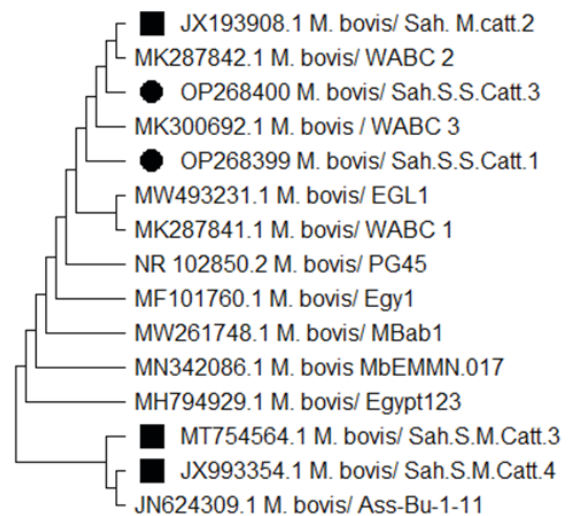 JX193908.1 M. bovis/ Sah. M.catt.2
MK287842.1 M. bovis/ WABC 2
OP268400 M. bovis/ Sah.S.S.Catt.3
MK300692.1 M. bovis / WABC 3
OP268399 M. bovis/ Sah.S.S.Catt.1
MW493231.1 M. bovis/ EGL1
MK287841.1 M. bovis/ WABC 1
NR 102850.2 M. bovis/ PG45
MF101760.1 M. bovis/ Egy1
MW261748.1 M. bovis/ MBab1
MN342086.1 M. bovis MbEMMN.017
MH794929.1 M. bovis/ Egypt123
MT754564.1 M. bovis/ Sah.S.M.Catt.3
JX993354.1 M. bovis/ Sah.S.M.Catt.4
JN624309.1 M. bovis/ Ass-Bu-1-11